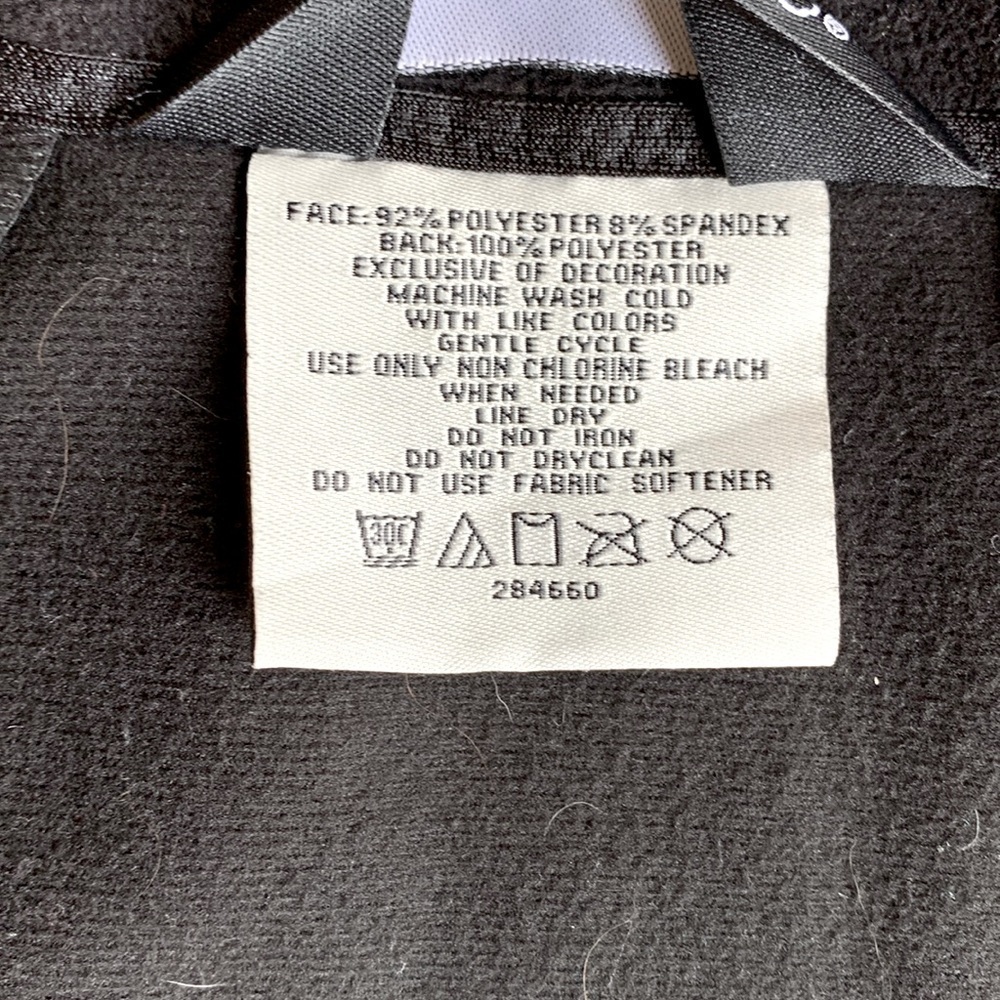 ®
FACE: 92% POLYESTER 8% SPANDEX
BACK: 100% POLYESTER
EXCLUSIVE OF DECORATION
MACHINE WASH COLD
WITH LIKE COLORS
GENTLE CYCLE
USE ONLY NON CHLORINE BLEACH
WHEN NEEDED
LINE DRY
DO NOT IRON
DO NOT DRYCLEAN
DO NOT USE FABRIC SOFTENER
30C
284660